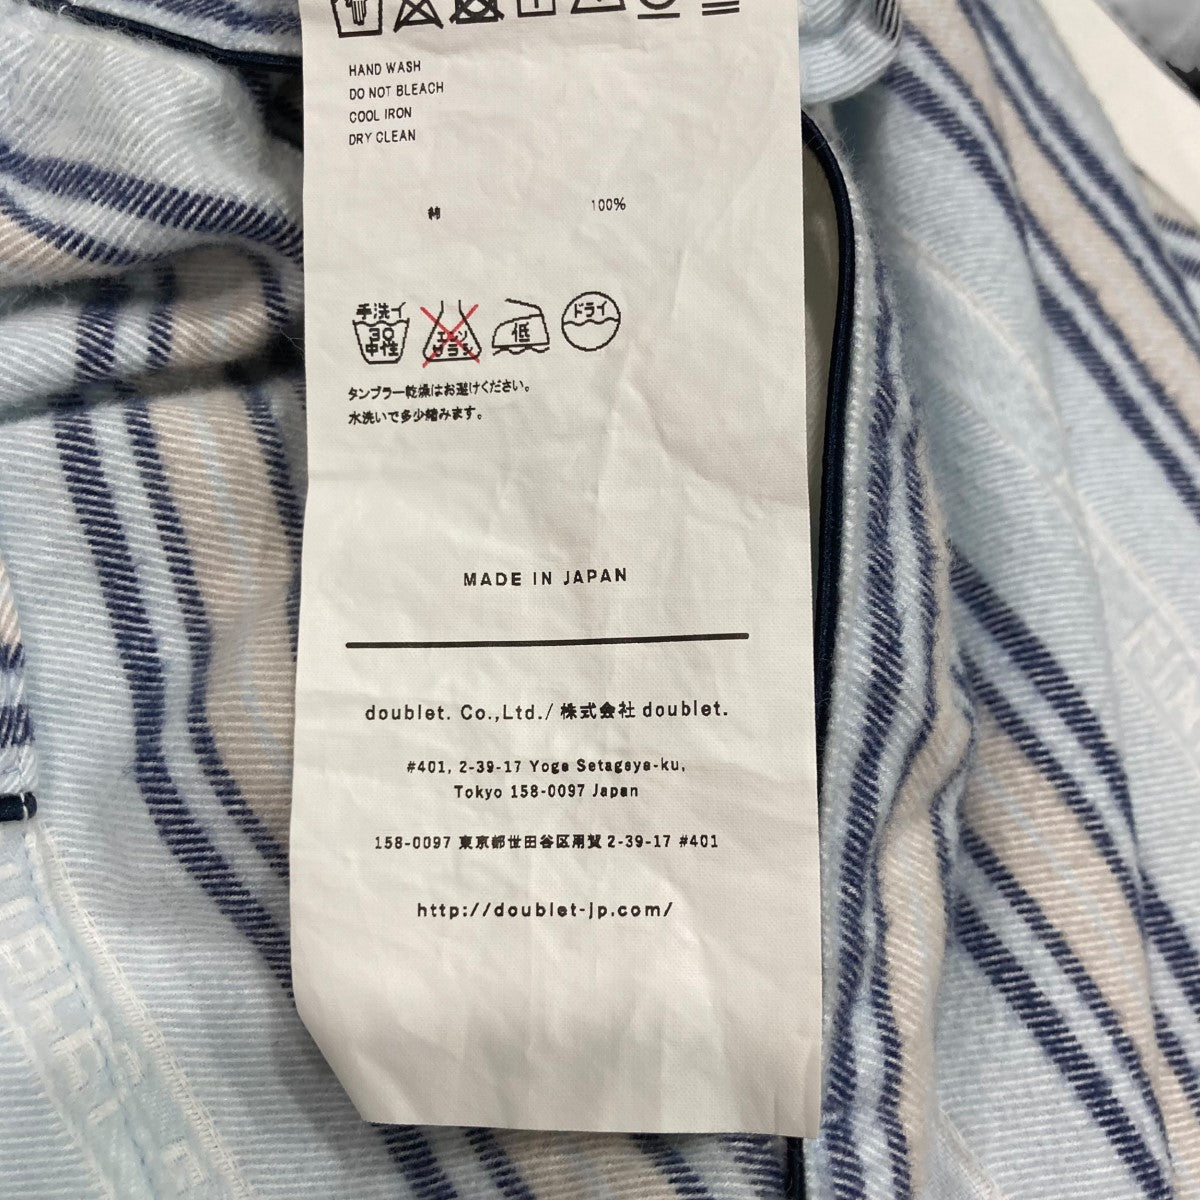 HAND WASH
DO NOT BLEACH
COOL IRON
DRY CLEAN
綿 100%
手洗イ
30
中性
エンソ
サラシ
低
ドライ
タンブラー乾燥はお避けください。
水洗いで多少縮みます。
MADE IN JAPAN
doublet. Co.,Ltd./ 株式会社 doublet.
#401, 2-39-17 Yoga Setagaya-ku,
Tokyo 158-0097 Japan
158-0097 東京都世田谷区用賀 2-39-17 #401
http://doublet-jp.com/